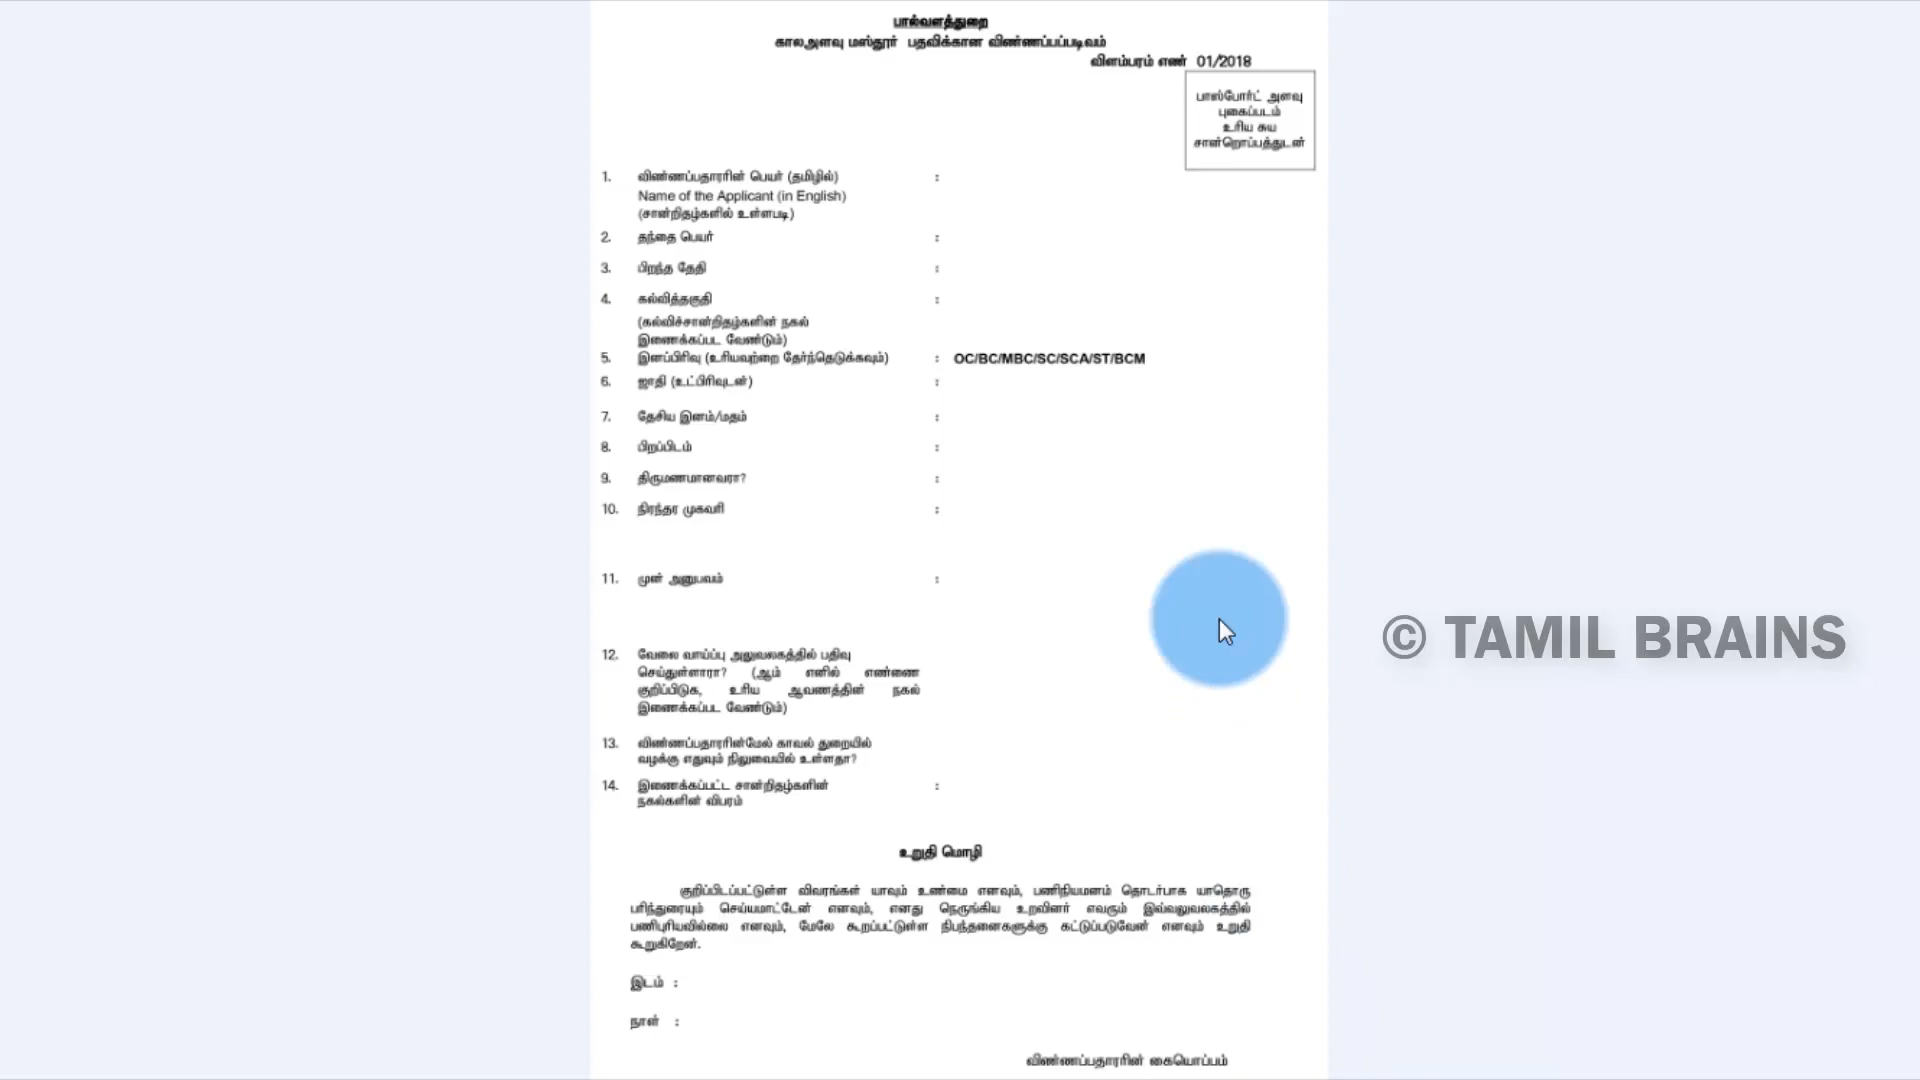 பால்வளத்துறை
காலஅளவு மஸ்தூர் பதவிக்கான விண்ணப்பப்படிவம்
விளம்பரம் எண் 01/2018
பாஸ்போர்ட் அளவு
புகைப்படம்
உரிய சுய
சான்றொப்பத்துடன்
1. விண்ணப்பதாரரின் பெயர் (தமிழில்) :
Name of the Applicant (in English)
(சான்றிதழ்களில் உள்ளபடி)
2. தந்தை பெயர் :
3. பிறந்த தேதி :
4. கல்வித்தகுதி :
(கல்விச்சான்றிதழ்களின் நகல்
இணைக்கப்பட வேண்டும்)
5. இனப்பிரிவு (உரியவற்றை தேர்ந்தெடுக்கவும்) : OC/BC/MBC/SC/SCA/ST/BCM
6. ஜாதி (உட்பிரிவுடன்) :
7. தேசிய இனம்/மதம் :
8. பிறப்பிடம் :
9. திருமணமானவரா? :
10. நிரந்தர முகவரி :
11. முன் அனுபவம் :
12. வேலை வாய்ப்பு அலுவலகத்தில் பதிவு
செய்துள்ளாரா? (ஆம் எனில் எண்ணை
குறிப்பிடுக, உரிய ஆவணத்தின் நகல்
இணைக்கப்பட வேண்டும்)
13. விண்ணப்பதாரரின்மேல் காவல் துறையில்
வழக்கு எதுவும் நிலுவையில் உள்ளதா?
14. இணைக்கப்பட்ட சான்றிதழ்களின் :
நகல்களின் விபரம்
உறுதி மொழி
குறிப்பிடப்பட்டுள்ள விவரங்கள் யாவும் உண்மை எனவும், பணிநியமனம் தொடர்பாக யாதொரு
பரிந்துரையும் செய்யமாட்டேன் எனவும், எனது நெருங்கிய உறவினர் எவரும் இவ்வலுவலகத்தில்
பணிபுரியவில்லை எனவும், மேலே கூறப்பட்டுள்ள நிபந்தனைகளுக்கு கட்டுப்படுவேன் எனவும் உறுதி
கூறுகிறேன்.
இடம் :
நாள் :
விண்ணப்பதாரரின் கையொப்பம்
© TAMIL BRAINS